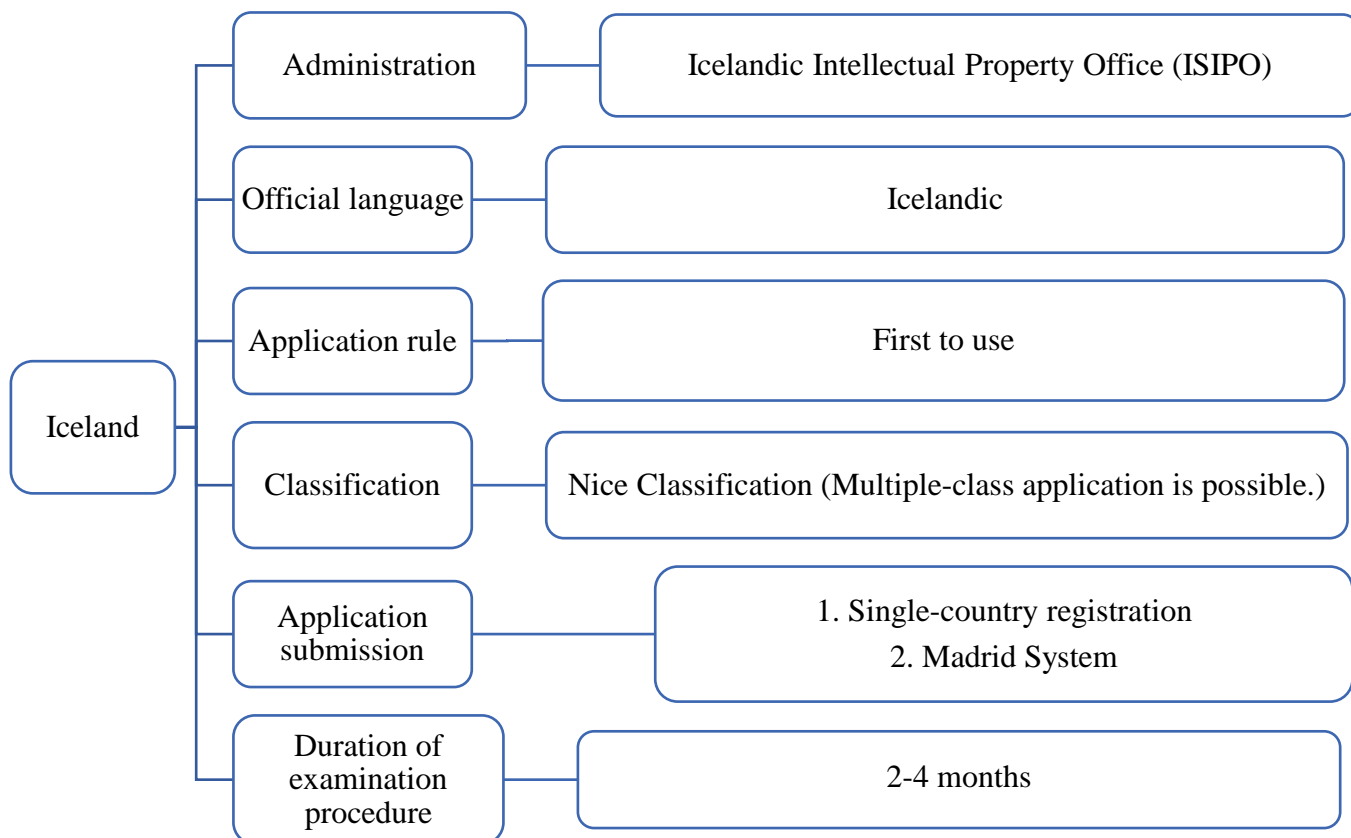 Administration
Icelandic Intellectual Property Office (ISIPO)
Official language
Icelandic
Application rule
First to use
Iceland
Classification
Nice Classification (Multiple-class application is possible.)
Application
submission
1. Single-country registration
2. Madrid System
Duration of
examination
procedure
2-4 months